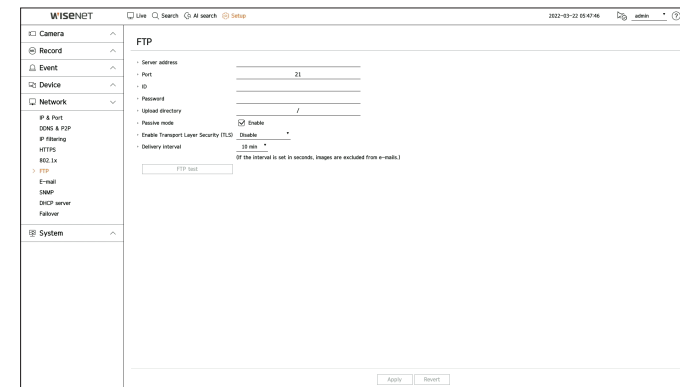 WISENET
Live Search AI search Setup
2022-03-22 05:47:46 admin ?
Camera
Record
Event
Device
Network
IP & Port
DDNS & P2P
IP filtering
HTTPS
802.1x
> FTP
E-mail
SNMP
DHCP server
Failover
System
FTP
· Server address
· Port 21
· ID
· Password
· Upload directory /
· Passive mode Enable
· Enable Transport Layer Security (TLS) Disable
· Delivery interval 10 min
(If the interval is set in seconds, images are excluded from e-mails.)
FTP test
Apply Revert